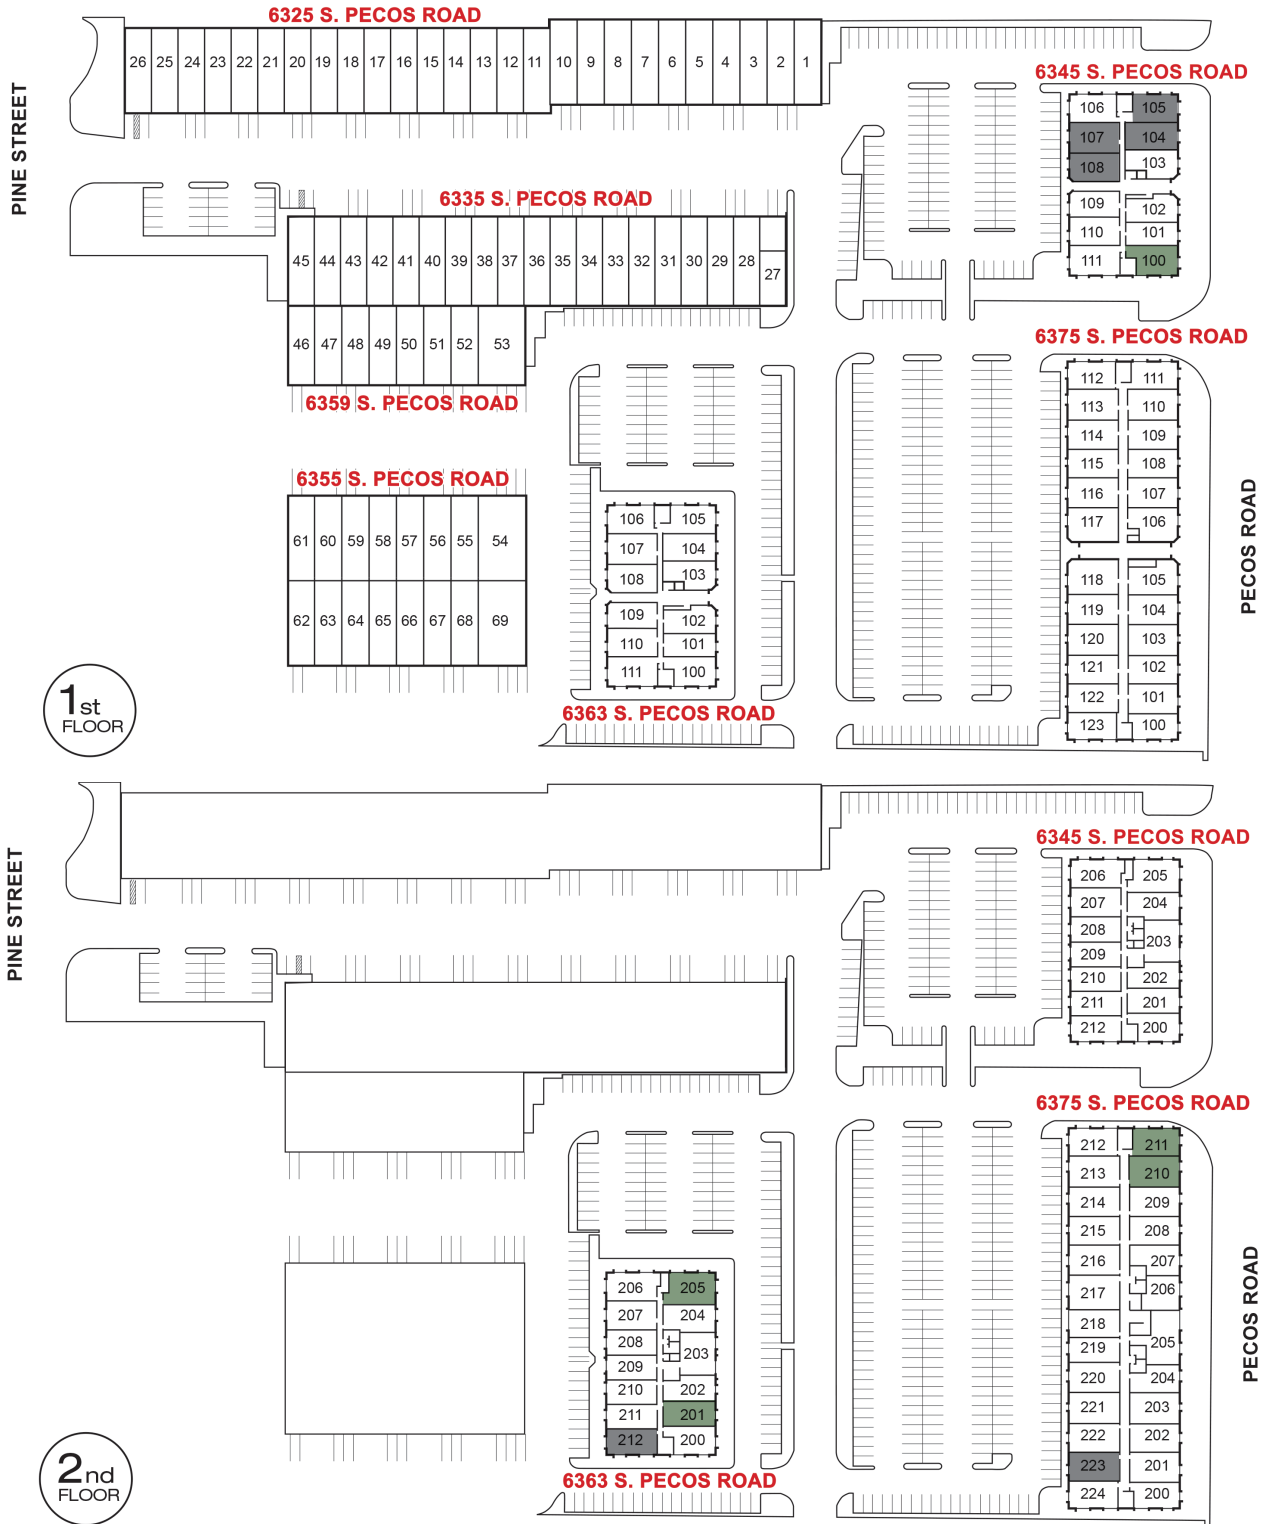 6325 S. PECOS ROAD
26 25 24 23 22 21 20 19 18 17 16 15 14 13 12 11 10 9 8 7 6 5 4 3 2 1
PINE STREET
6345 S. PECOS ROAD
106 105
107 104
108 103
109 102
110 101
111 100
6335 S. PECOS ROAD
45 44 43 42 41 40 39 38 37 36 35 34 33 32 31 30 29 28 27
46 47 48 49 50 51 52 53
6359 S. PECOS ROAD
6375 S. PECOS ROAD
112 111
113 110
114 109
115 108
116 107
117 106
118 105
119 104
120 103
121 102
122 101
123 100
PECOS ROAD
6355 S. PECOS ROAD
61 60 59 58 57 56 55 54
62 63 64 65 66 67 68 69
106 105
107 104
108 103
109 102
110 101
111 100
6363 S. PECOS ROAD
1st
FLOOR
PINE STREET
6345 S. PECOS ROAD
206 205
207 204
208 203
209
210 202
211 201
212 200
6375 S. PECOS ROAD
212 211
213 210
214 209
215 208
216 207
217 206
218 205
219
220 204
221 203
222 202
223 201
224 200
PECOS ROAD
206 205
207 204
208 203
209
210 202
211 201
212 200
6363 S. PECOS ROAD
2nd
FLOOR